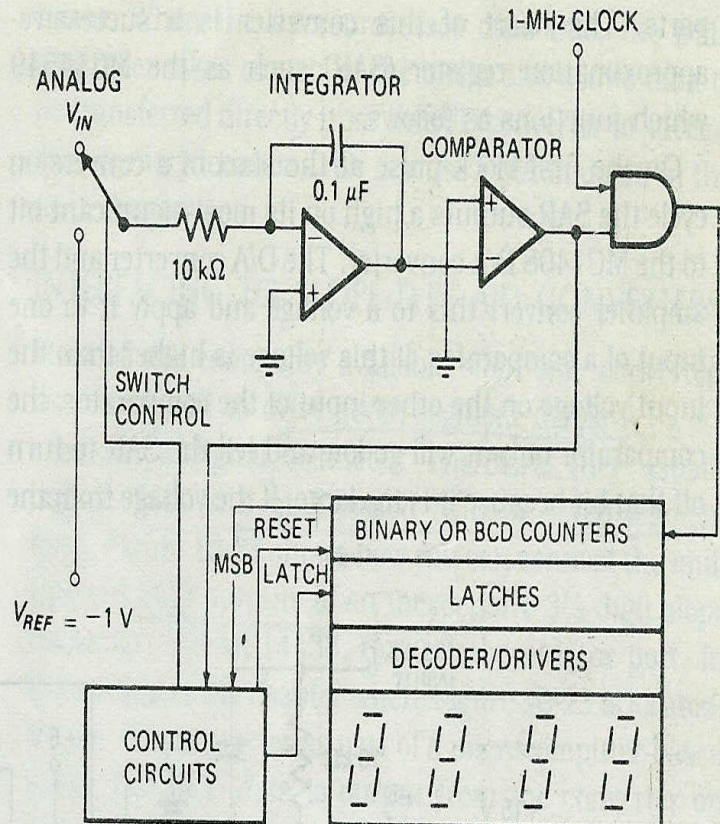 1-MHz CLOCK
ANALOG
V_IN
INTEGRATOR
0.1 µF
COMPARATOR
10 kΩ
+
+
SWITCH
CONTROL
RESET
MSB
LATCH
BINARY OR BCD COUNTERS
LATCHES
DECODER/DRIVERS
V_REF = −1 V
CONTROL
CIRCUITS